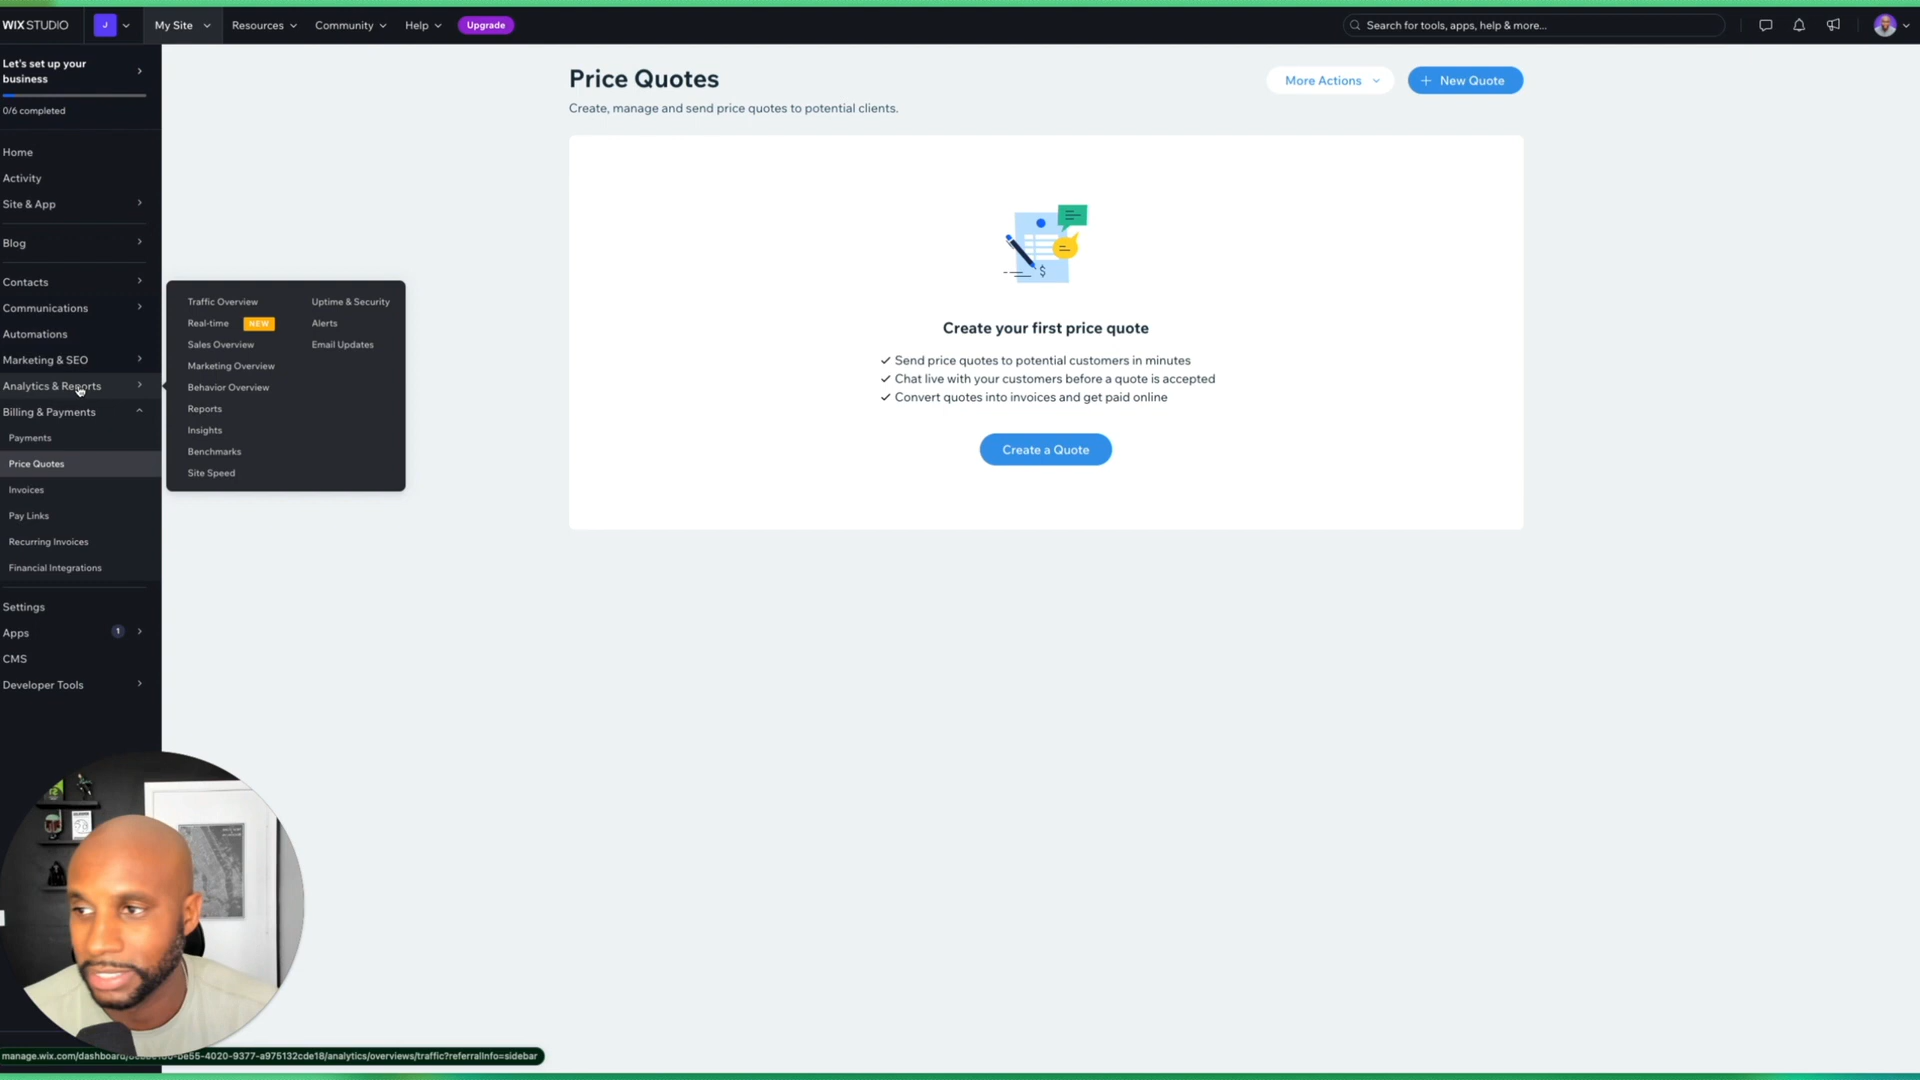 WIX STUDIO
J
My Site
Resources
Community
Help
Upgrade
Search for tools, apps, help & more...
Let's set up your
business
0/6 completed
Home
Activity
Site & App
Blog
Contacts
Communications
Automations
Marketing & SEO
Analytics & Reports
Billing & Payments
Payments
Price Quotes
Invoices
Pay Links
Recurring Invoices
Financial Integrations
Settings
Apps 1
CMS
Developer Tools
Traffic Overview
Real-time NEW
Sales Overview
Marketing Overview
Behavior Overview
Reports
Insights
Benchmarks
Site Speed
Uptime & Security
Alerts
Email Updates
Price Quotes
Create, manage and send price quotes to potential clients.
More Actions
+ New Quote
$
Create your first price quote
✓ Send price quotes to potential customers in minutes
✓ Chat live with your customers before a quote is accepted
✓ Convert quotes into invoices and get paid online
Create a Quote
manage.wix.com/dashboard/ -4020-9377-a975132cde18/analytics/overviews/traffic?referralInfo=sidebar